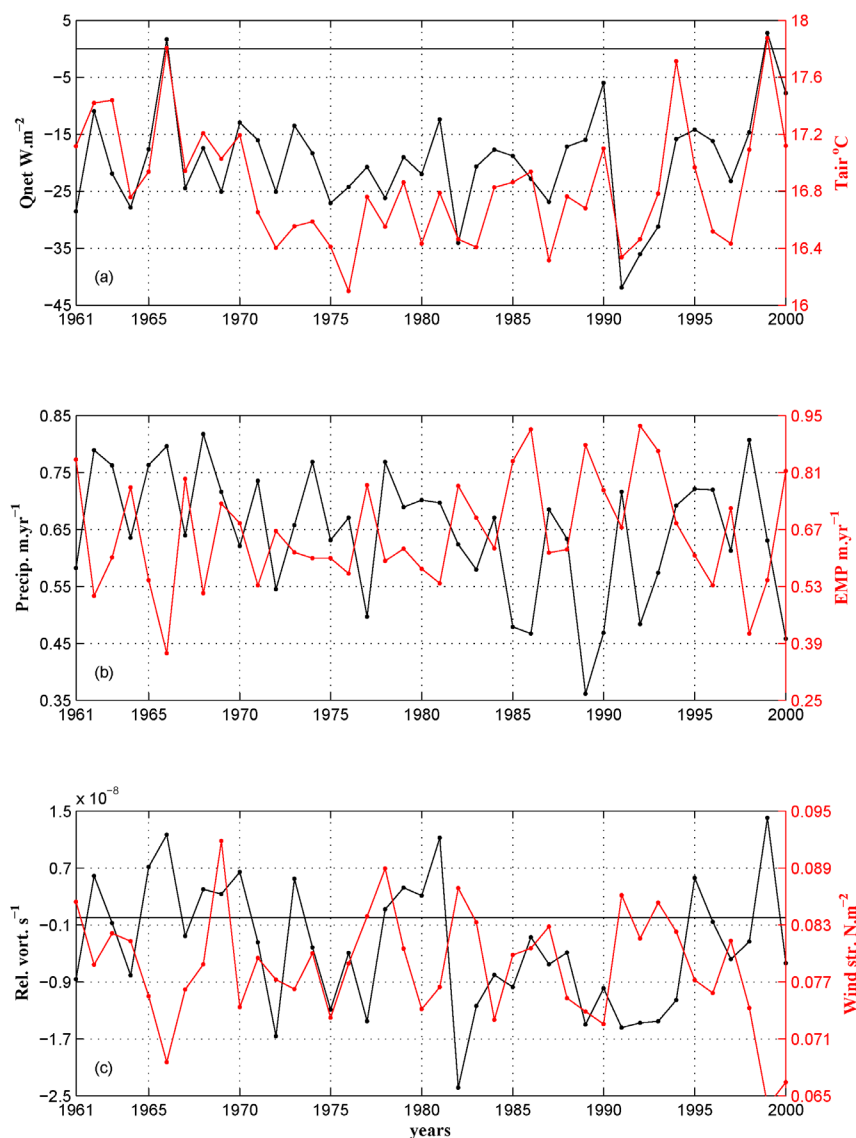 5
−5
−15
−25
−35
−45
Qnet W.m−2
18
17.6
17.2
16.8
16.4
16
Tair °C
(a)
1961 1965 1970 1975 1980 1985 1990 1995 2000
0.85
0.75
0.65
0.55
0.45
0.35
Precip. m.yr−1
0.95
0.81
0.67
0.53
0.39
0.25
EMP m.yr−1
(b)
1961 1965 1970 1975 1980 1985 1990 1995 2000
x 10−8
1.5
0.7
−0.1
−0.9
−1.7
−2.5
Rel. vort. s−1
0.095
0.089
0.083
0.077
0.071
0.065
Wind str. N.m−2
(c)
1961 1965 1970 1975 1980 1985 1990 1995 2000
years